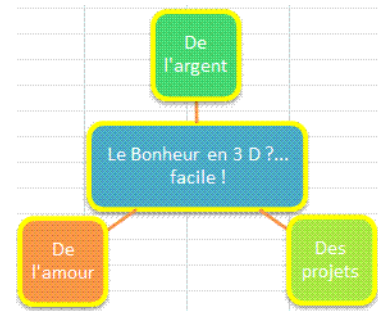 De
l'argent
Le Bonheur en 3 D ?...
facile !
De
l'amour
Des
projets